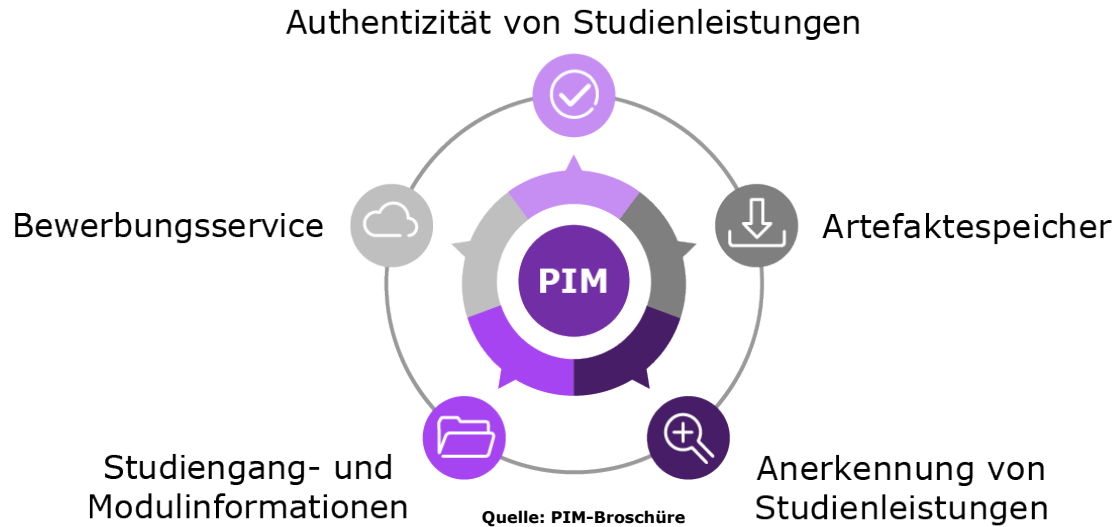 Authentizität von Studienleistungen
Bewerbungsservice
Artefaktespeicher
PIM
Studiengang- und
Modulinformationen
Anerkennung von
Studienleistungen
Quelle: PIM-Broschüre